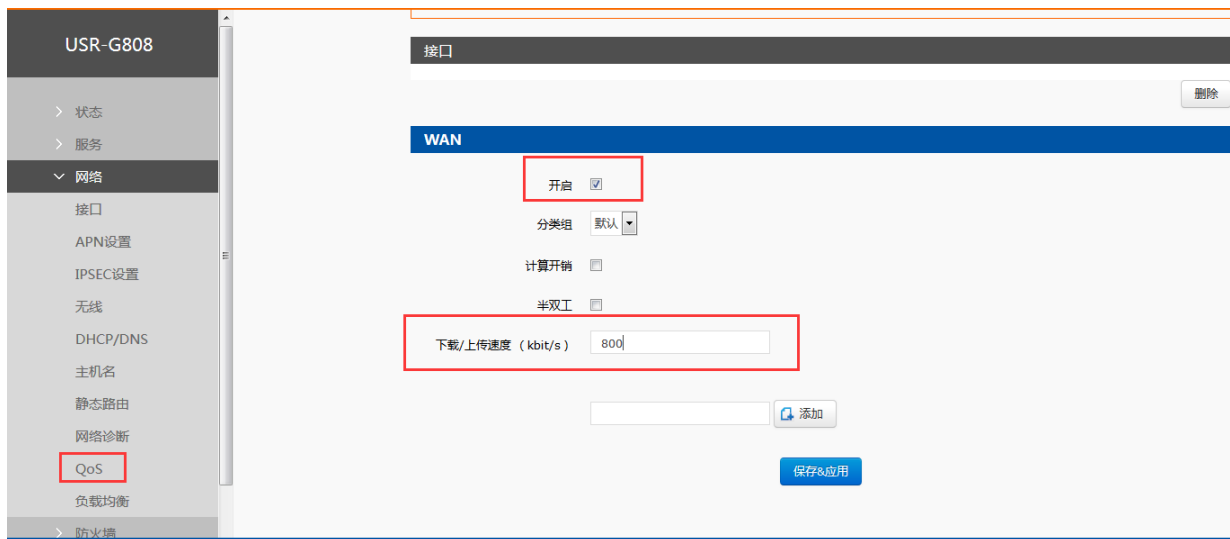 USR-G808
状态
服务
网络
接口
APN设置
IPSEC设置
无线
DHCP/DNS
主机名
静态路由
网络诊断
QoS
负载均衡
防火墙
接口
删除
WAN
开启
分类组 默认
计算开销
半双工
下载/上传速度 ( kbit/s ) 800
添加
保存&应用